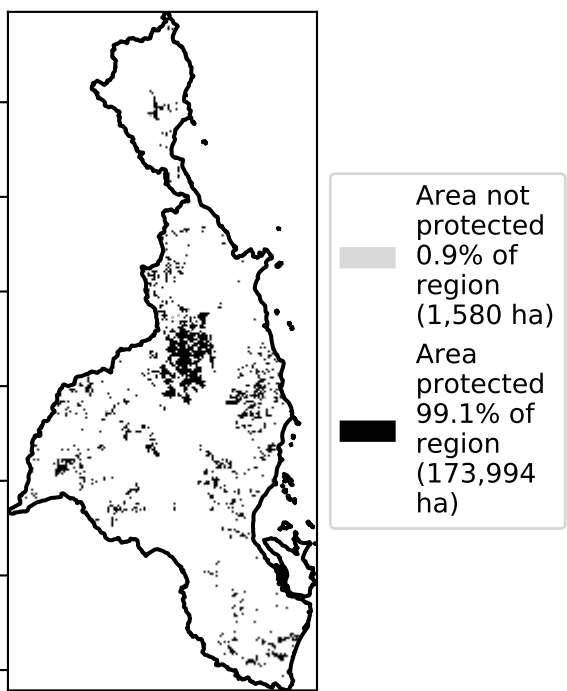 Area not
protected
0.9% of
region
(1,580 ha)
Area
protected
99.1% of
region
(173,994
ha)